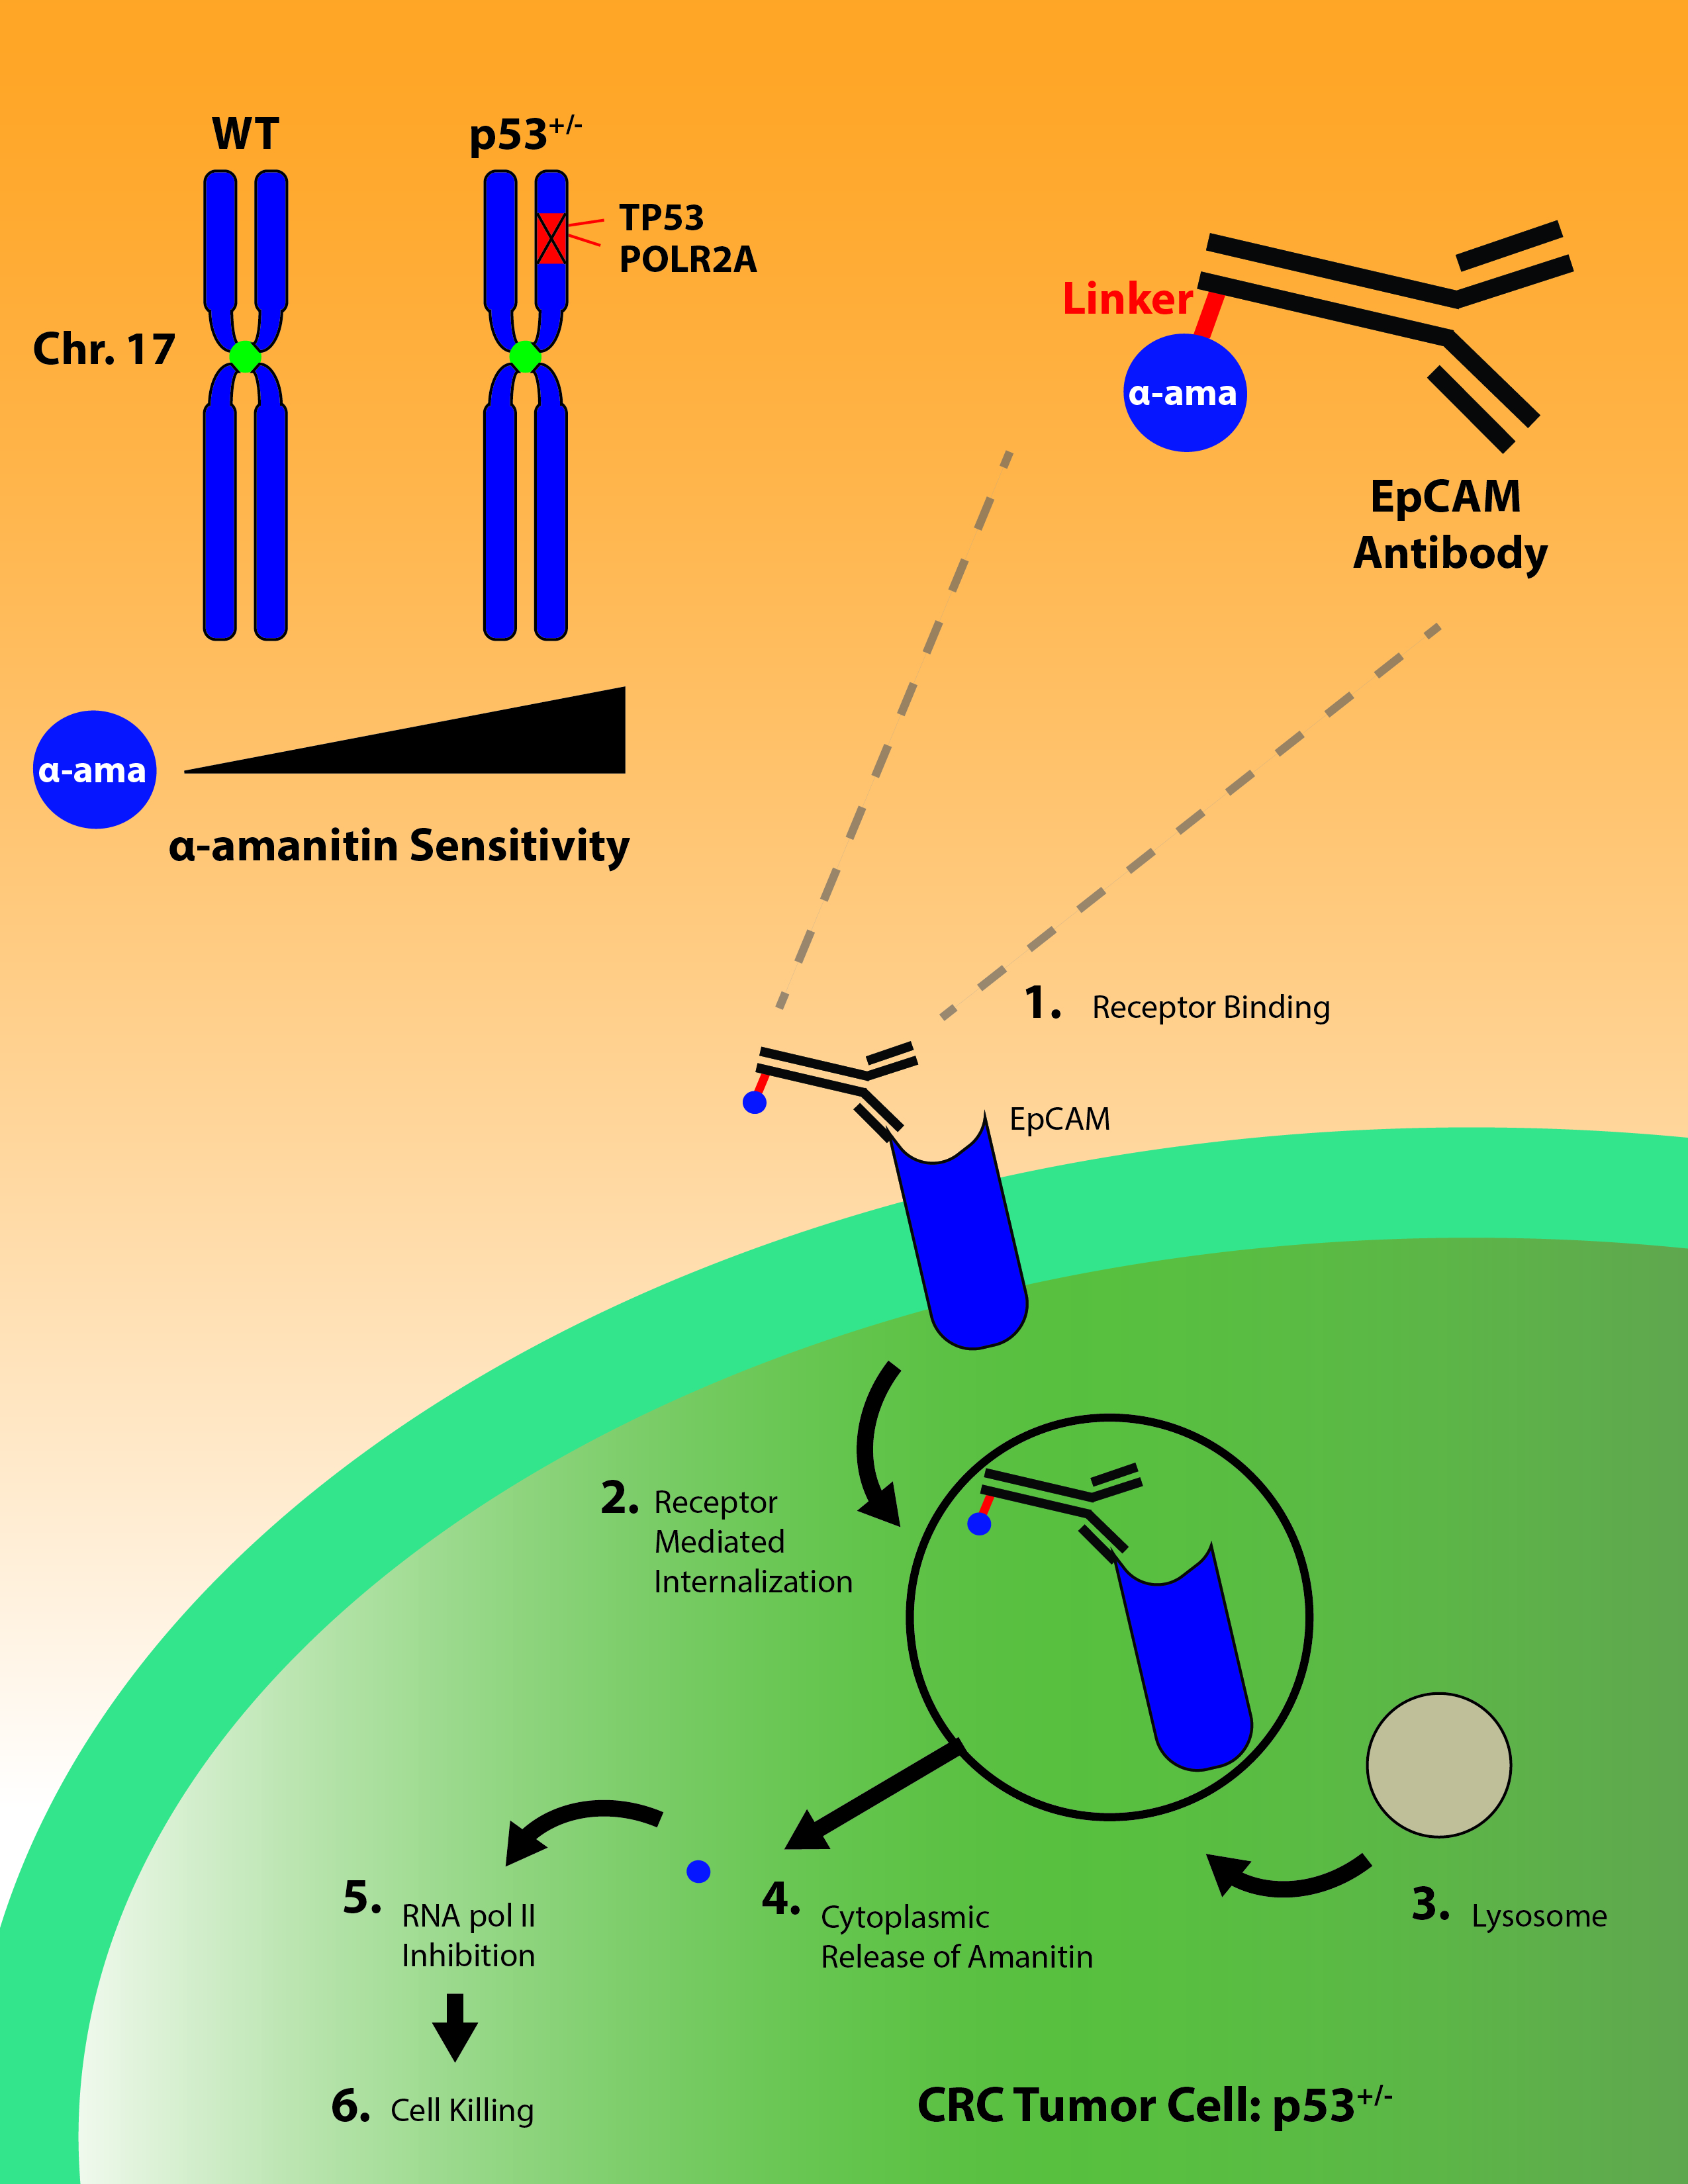 WT
p53+/-
TP53
POLR2A
Chr. 17
Linker
α-ama
EpCAM
Antibody
α-ama
α-amanitin Sensitivity
1. Receptor Binding
EpCAM
2. Receptor
Mediated
Internalization
3. Lysosome
4. Cytoplasmic
Release of Amanitin
5. RNA pol II
Inhibition
6. Cell Killing
CRC Tumor Cell: p53+/-